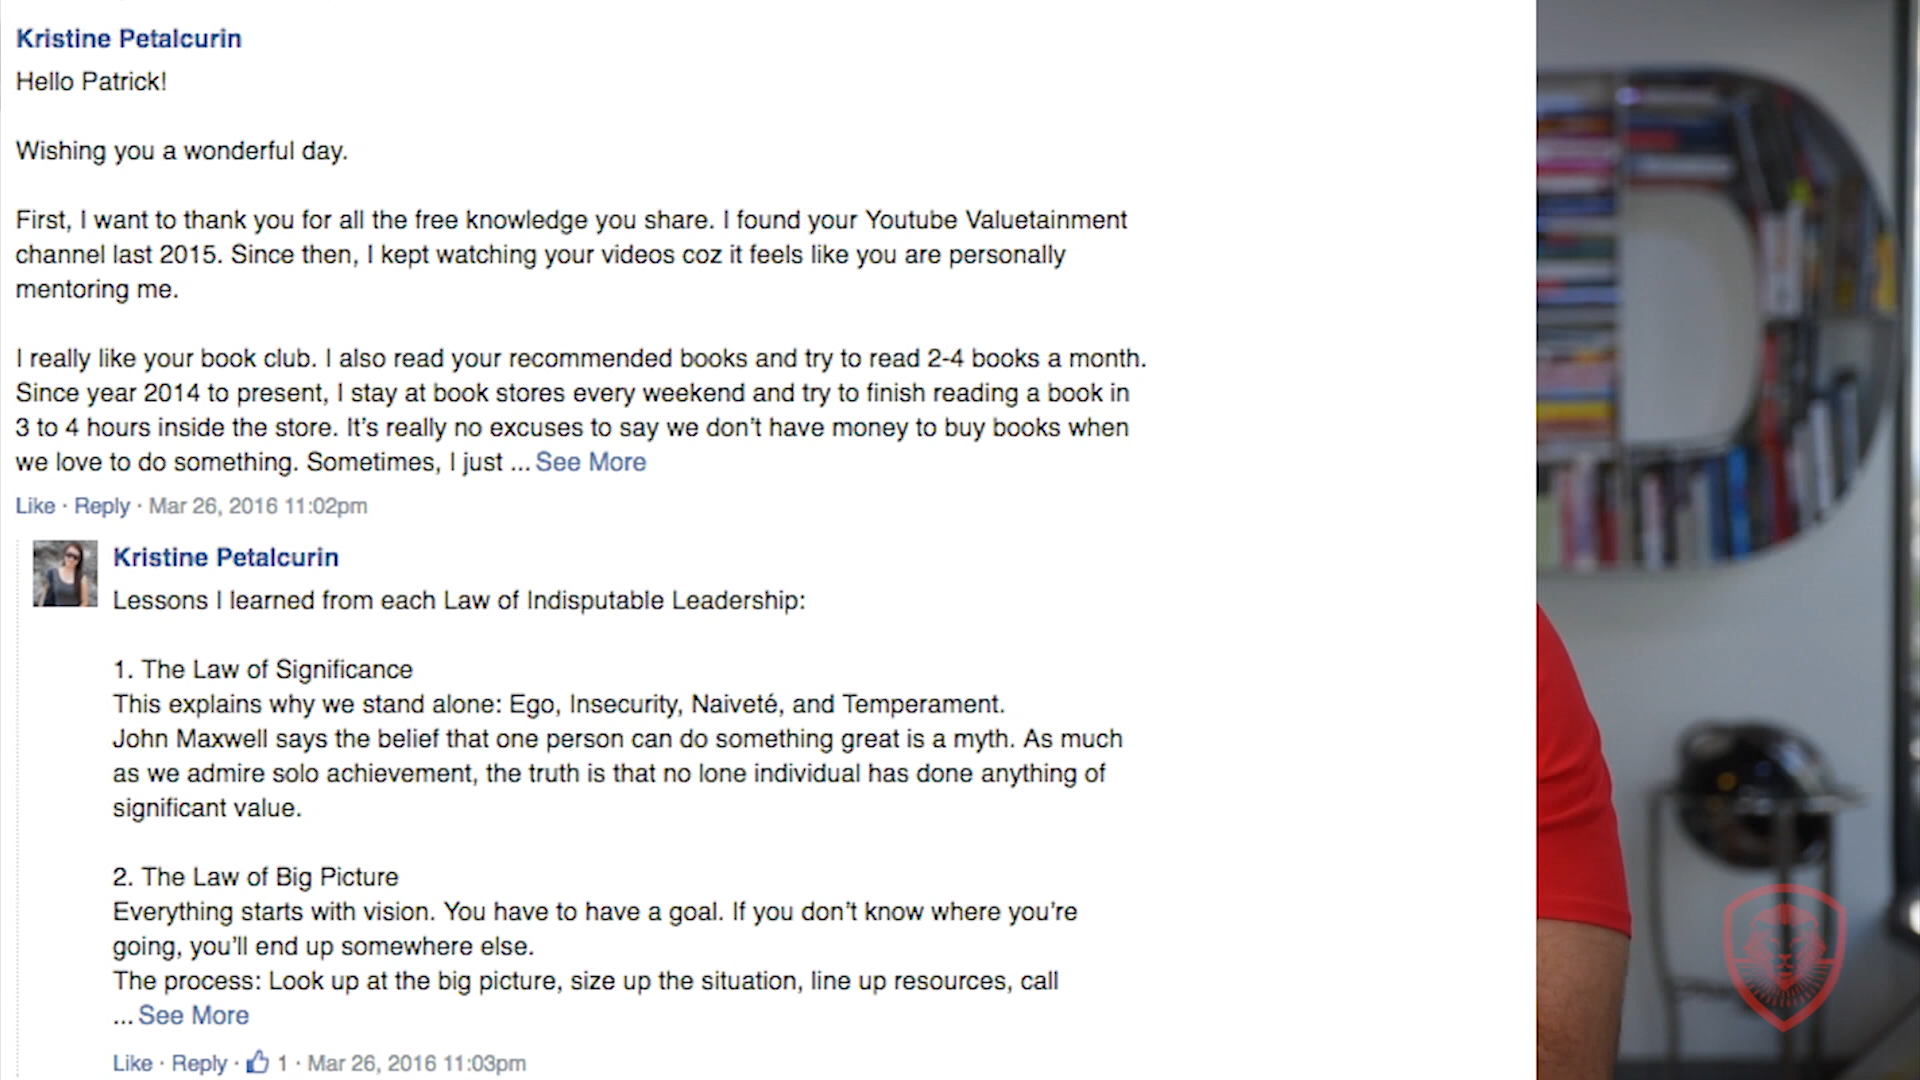 Kristine Petalcurin
Hello Patrick!
Wishing you a wonderful day.
First, I want to thank you for all the free knowledge you share. I found your Youtube Valuetainment
channel last 2015. Since then, I kept watching your videos coz it feels like you are personally
mentoring me.
I really like your book club. I also read your recommended books and try to read 2-4 books a month.
Since year 2014 to present, I stay at book stores every weekend and try to finish reading a book in
3 to 4 hours inside the store. It's really no excuses to say we don't have money to buy books when
we love to do something. Sometimes, I just ... See More
Like · Reply · Mar 26, 2016 11:02pm
Kristine Petalcurin
Lessons I learned from each Law of Indisputable Leadership:
1. The Law of Significance
This explains why we stand alone: Ego, Insecurity, Naiveté, and Temperament.
John Maxwell says the belief that one person can do something great is a myth. As much
as we admire solo achievement, the truth is that no lone individual has done anything of
significant value.
2. The Law of Big Picture
Everything starts with vision. You have to have a goal. If you don't know where you're
going, you'll end up somewhere else.
The process: Look up at the big picture, size up the situation, line up resources, call
... See More
Like · Reply · 1 · Mar 26, 2016 11:03pm